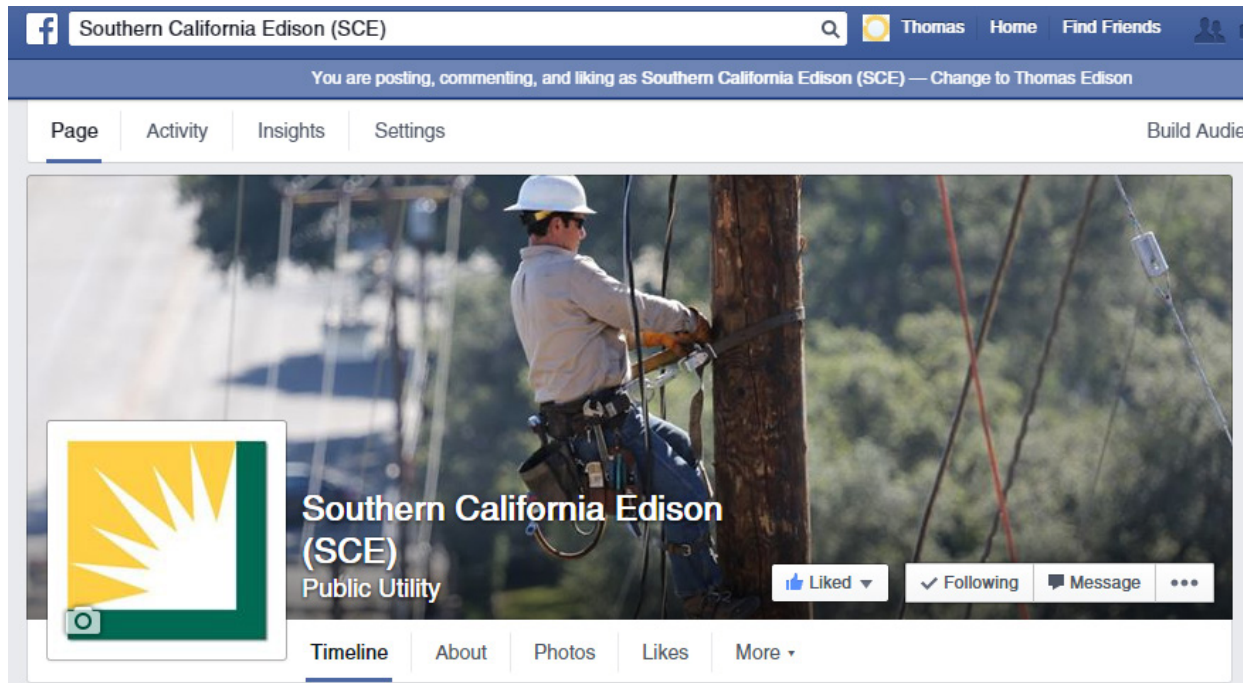 Southern California Edison (SCE)
Thomas Home Find Friends
You are posting, commenting, and liking as Southern California Edison (SCE) — Change to Thomas Edison
Page Activity Insights Settings Build Audie
Southern California Edison
(SCE)
Public Utility
Liked Following Message
Timeline About Photos Likes More